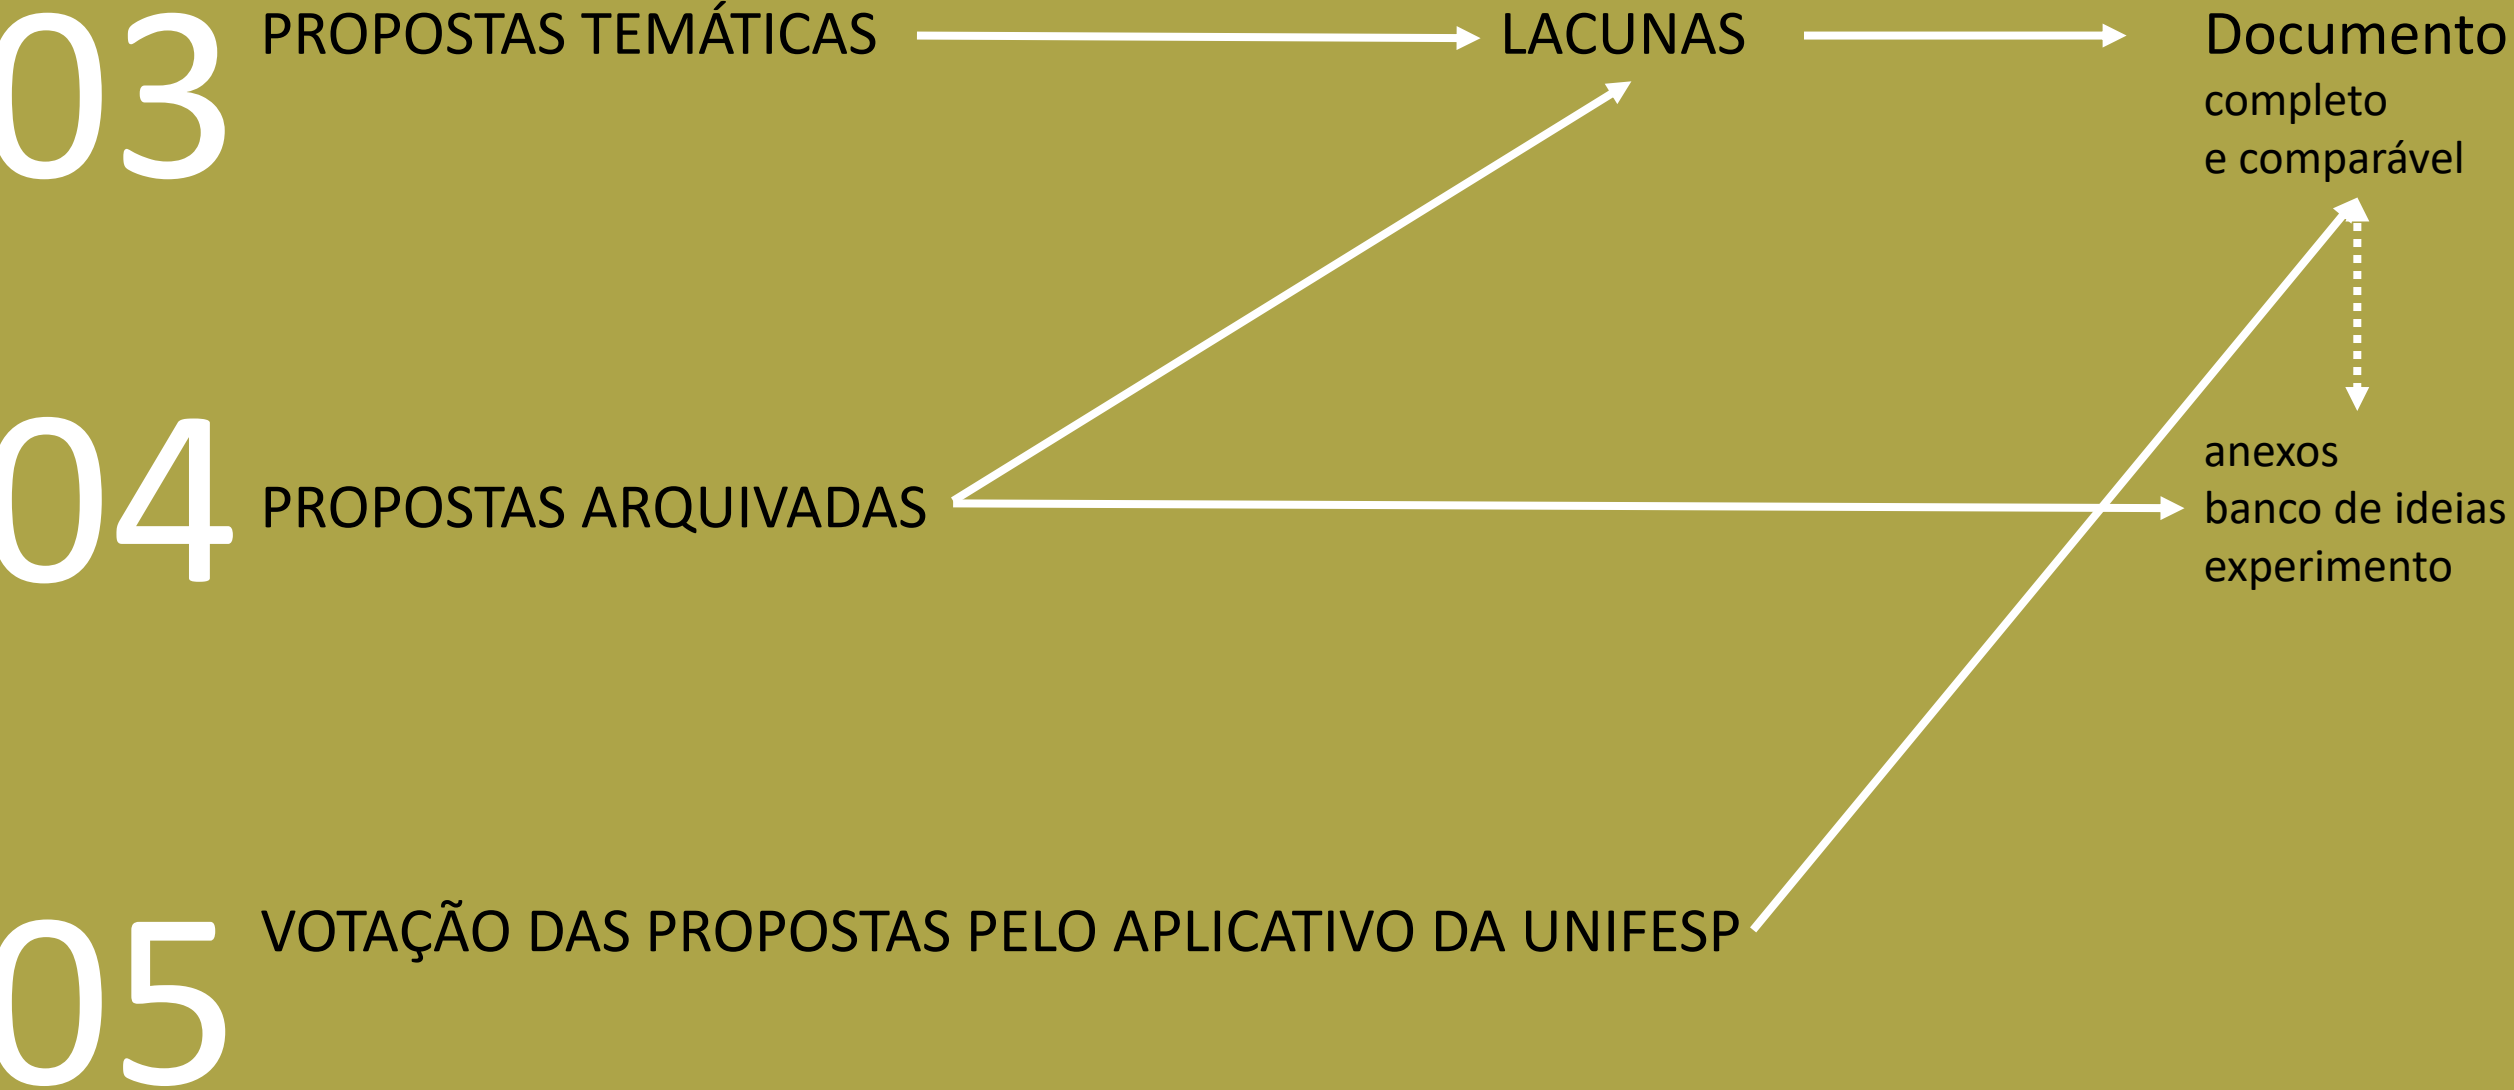 03
PROPOSTAS TEMÁTICAS
LACUNAS
Documento
completo
e comparável
04
PROPOSTAS ARQUIVADAS
anexos
banco de ideias
experimento
05
VOTAÇÃO DAS PROPOSTAS PELO APLICATIVO DA UNIFESP